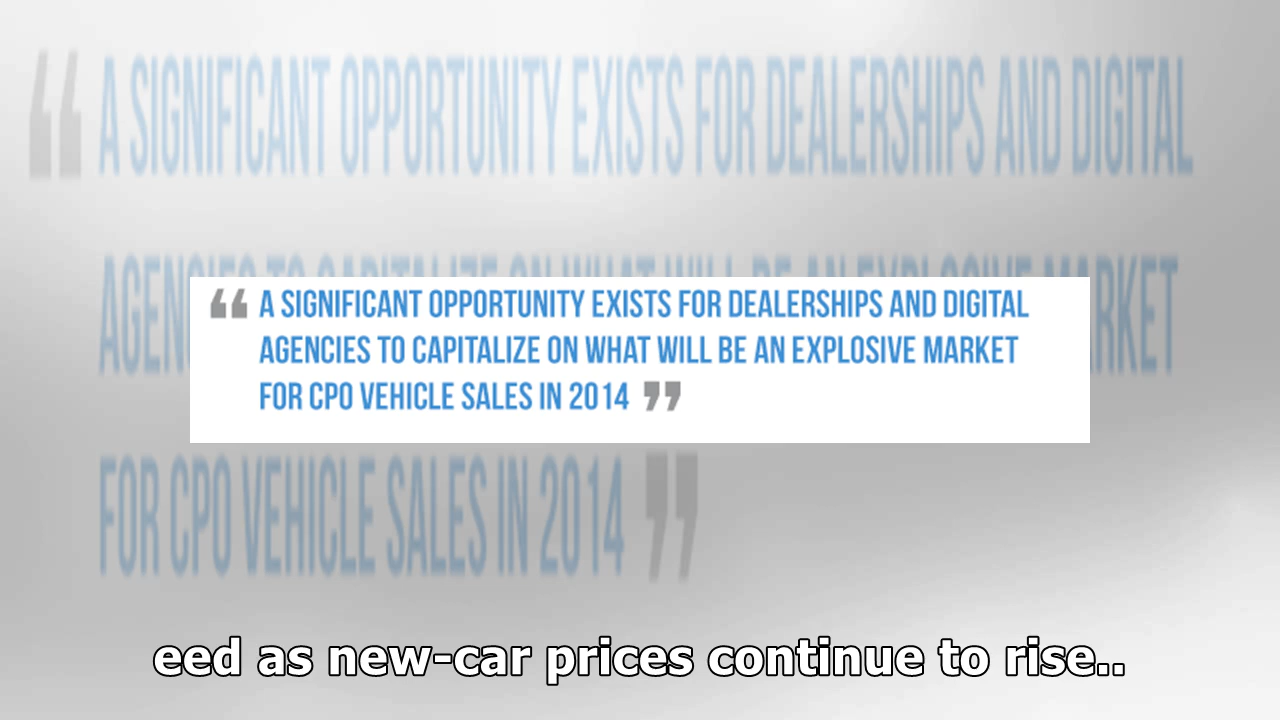 “ A SIGNIFICANT OPPORTUNITY EXISTS FOR DEALERSHIPS AND DIGITAL
AGENCIES TO CAPITALIZE ON WHAT WILL BE AN EXPLOSIVE MARKET
FOR CPO VEHICLE SALES IN 2014 ”
eed as new-car prices continue to rise..